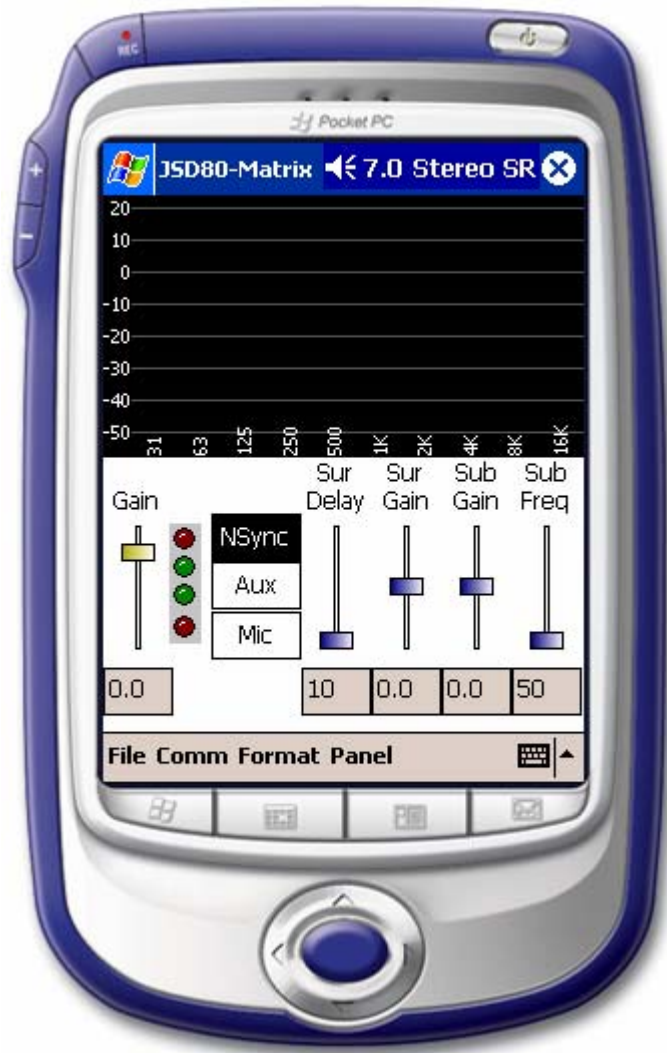 REC
Pocket PC
JSD80-Matrix 7.0 Stereo SR
20
10
0
-10
-20
-30
-40
-50
31 63 125 250 500 1K 2K 4K 8K 16K
Gain
Sur Delay
Sur Gain
Sub Gain
Sub Freq
NSync
Aux
Mic
0.0
10
0.0
0.0
50
File Comm Format Panel